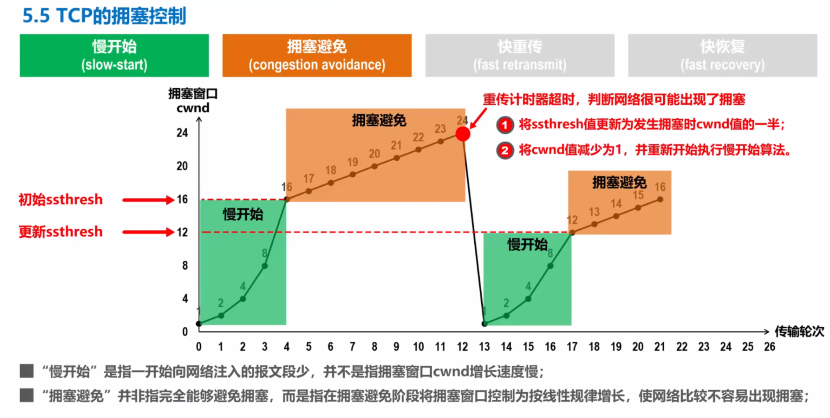 5.5 TCP的拥塞控制
慢开始
(slow-start)
拥塞避免
(congestion avoidance)
快重传
(fast retransmit)
快恢复
(fast recovery)
拥塞窗口
cwnd
重传计时器超时，判断网络很可能出现了拥塞
1 将ssthresh值更新为发生拥塞时cwnd值的一半；
2 将cwnd值减少为1，并重新开始执行慢开始算法。
拥塞避免
24
20
16
12
8
4
0
初始ssthresh
更新ssthresh
慢开始
1 2 4 8 16 17 18 19 20 21 22 23 24
拥塞避免
慢开始
1 2 4 8 12 13 14 15 16
0 1 2 3 4 5 6 7 8 9 10 11 12 13 14 15 16 17 18 19 20 21 22 23 24 25 26
传输轮次
“慢开始”是指一开始向网络注入的报文段少，并不是指拥塞窗口cwnd增长速度慢；
“拥塞避免”并非指完全能够避免拥塞，而是指在拥塞避免阶段将拥塞窗口控制为按线性规律增长，使网络比较不容易出现拥塞；